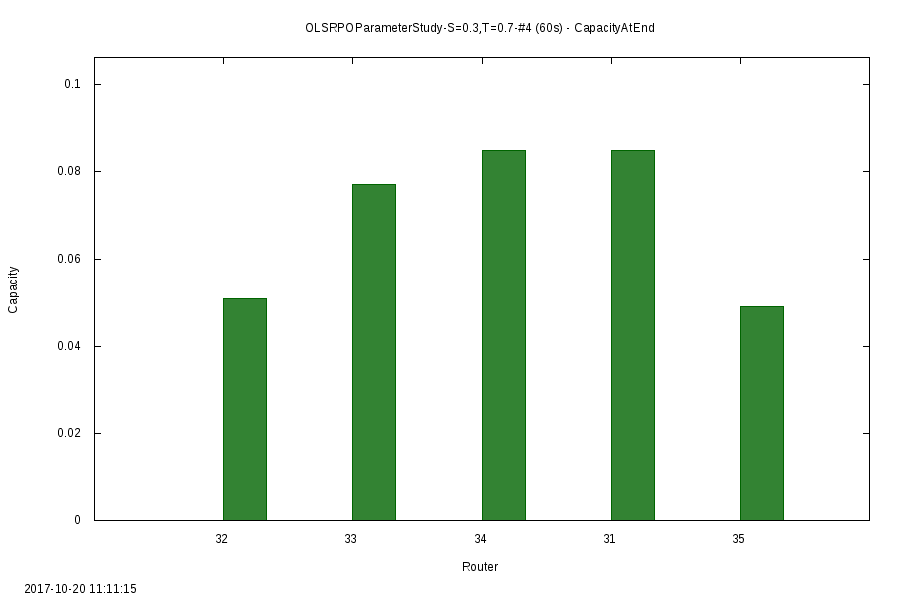 OLSRPOParameterStudy-S=0.3,T=0.7-#4 (60s) - CapacityAtEnd
0.1
0.08
0.06
0.04
0.02
0
Capacity
32 33 34 31 35
Router
2017-10-20 11:11:15